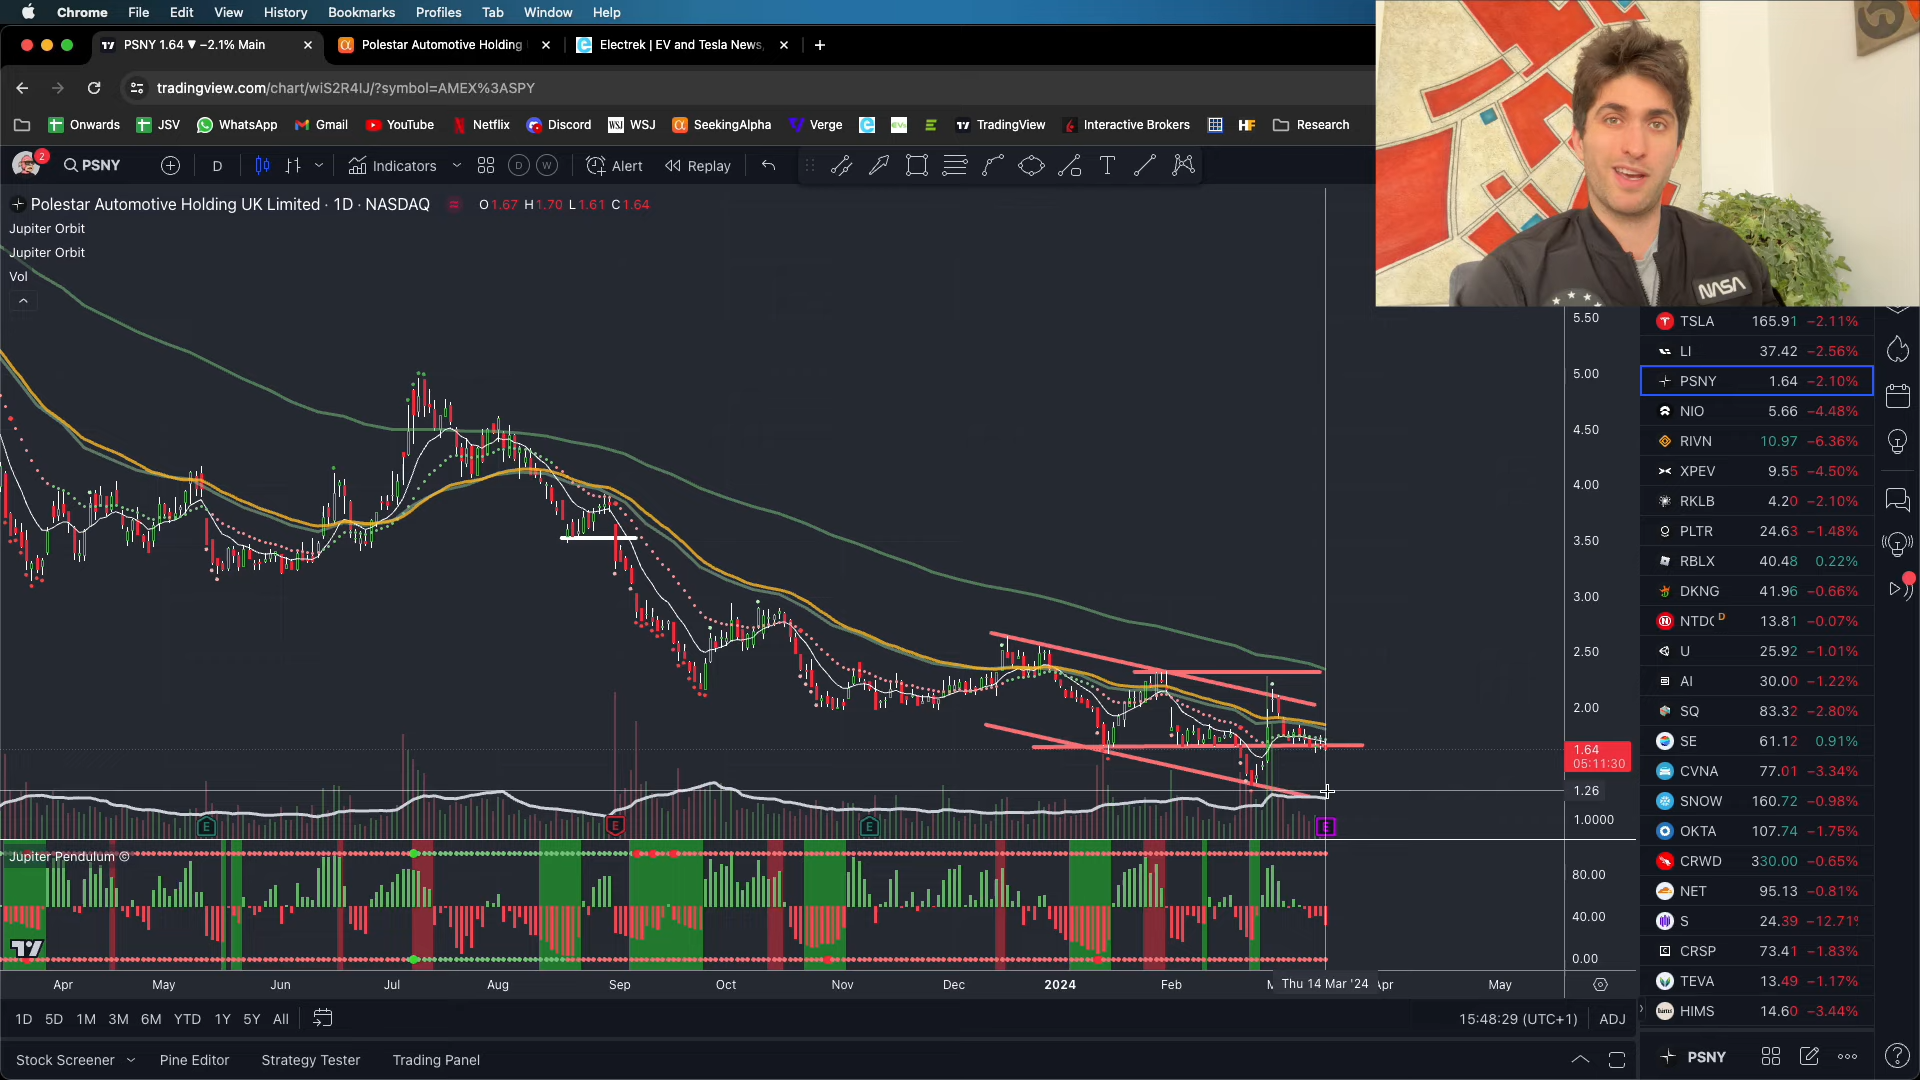 Chrome File Edit View History Bookmarks Profiles Tab Window Help
PSNY 1.64 ▼ −2.1% Main
Polestar Automotive Holding
Electrek | EV and Tesla News,
tradingview.com/chart/wiS2R4IJ/?symbol=AMEX%3ASPY
Onwards JSV WhatsApp Gmail YouTube Netflix Discord WSJ SeekingAlpha Verge TradingView Interactive Brokers HF Research
2 PSNY D Indicators D W Alert Replay
Polestar Automotive Holding UK Limited · 1D · NASDAQ O1.67 H1.70 L1.61 C1.64
Jupiter Orbit
Jupiter Orbit
Vol
NASA
5.50
5.00
4.50
4.00
3.50
3.00
2.50
2.00
1.64
05:11:30
1.26
1.0000
E E E E
Jupiter Pendulum ©
80.00
40.00
0.00
Apr May Jun Jul Aug Sep Oct Nov Dec 2024 Feb Thu 14 Mar '24 Apr May
TSLA 165.91 −2.11%
LI 37.42 −2.56%
PSNY 1.64 −2.10%
NIO 5.66 −4.48%
RIVN 10.97 −6.36%
XPEV 9.55 −4.50%
RKLB 4.20 −2.10%
PLTR 24.63 −1.48%
RBLX 40.48 0.22%
DKNG 41.96 −0.66%
D 13.81 −0.07%
U 25.92 −1.01%
AI 30.00 −1.22%
SQ 83.32 −2.80%
SE 61.12 0.91%
CVNA 77.01 −3.34%
SNOW 160.72 −0.98%
OKTA 107.74 −1.75%
CRWD 330.00 −0.65%
NET 95.13 −0.81%
S 24.39 −12.71%
CRSP 73.41 −1.83%
TEVA 13.49 −1.17%
HIMS 14.60 −3.44%
1D 5D 1M 3M 6M YTD 1Y 5Y All
15:48:29 (UTC+1) ADJ
Stock Screener Pine Editor Strategy Tester Trading Panel
PSNY